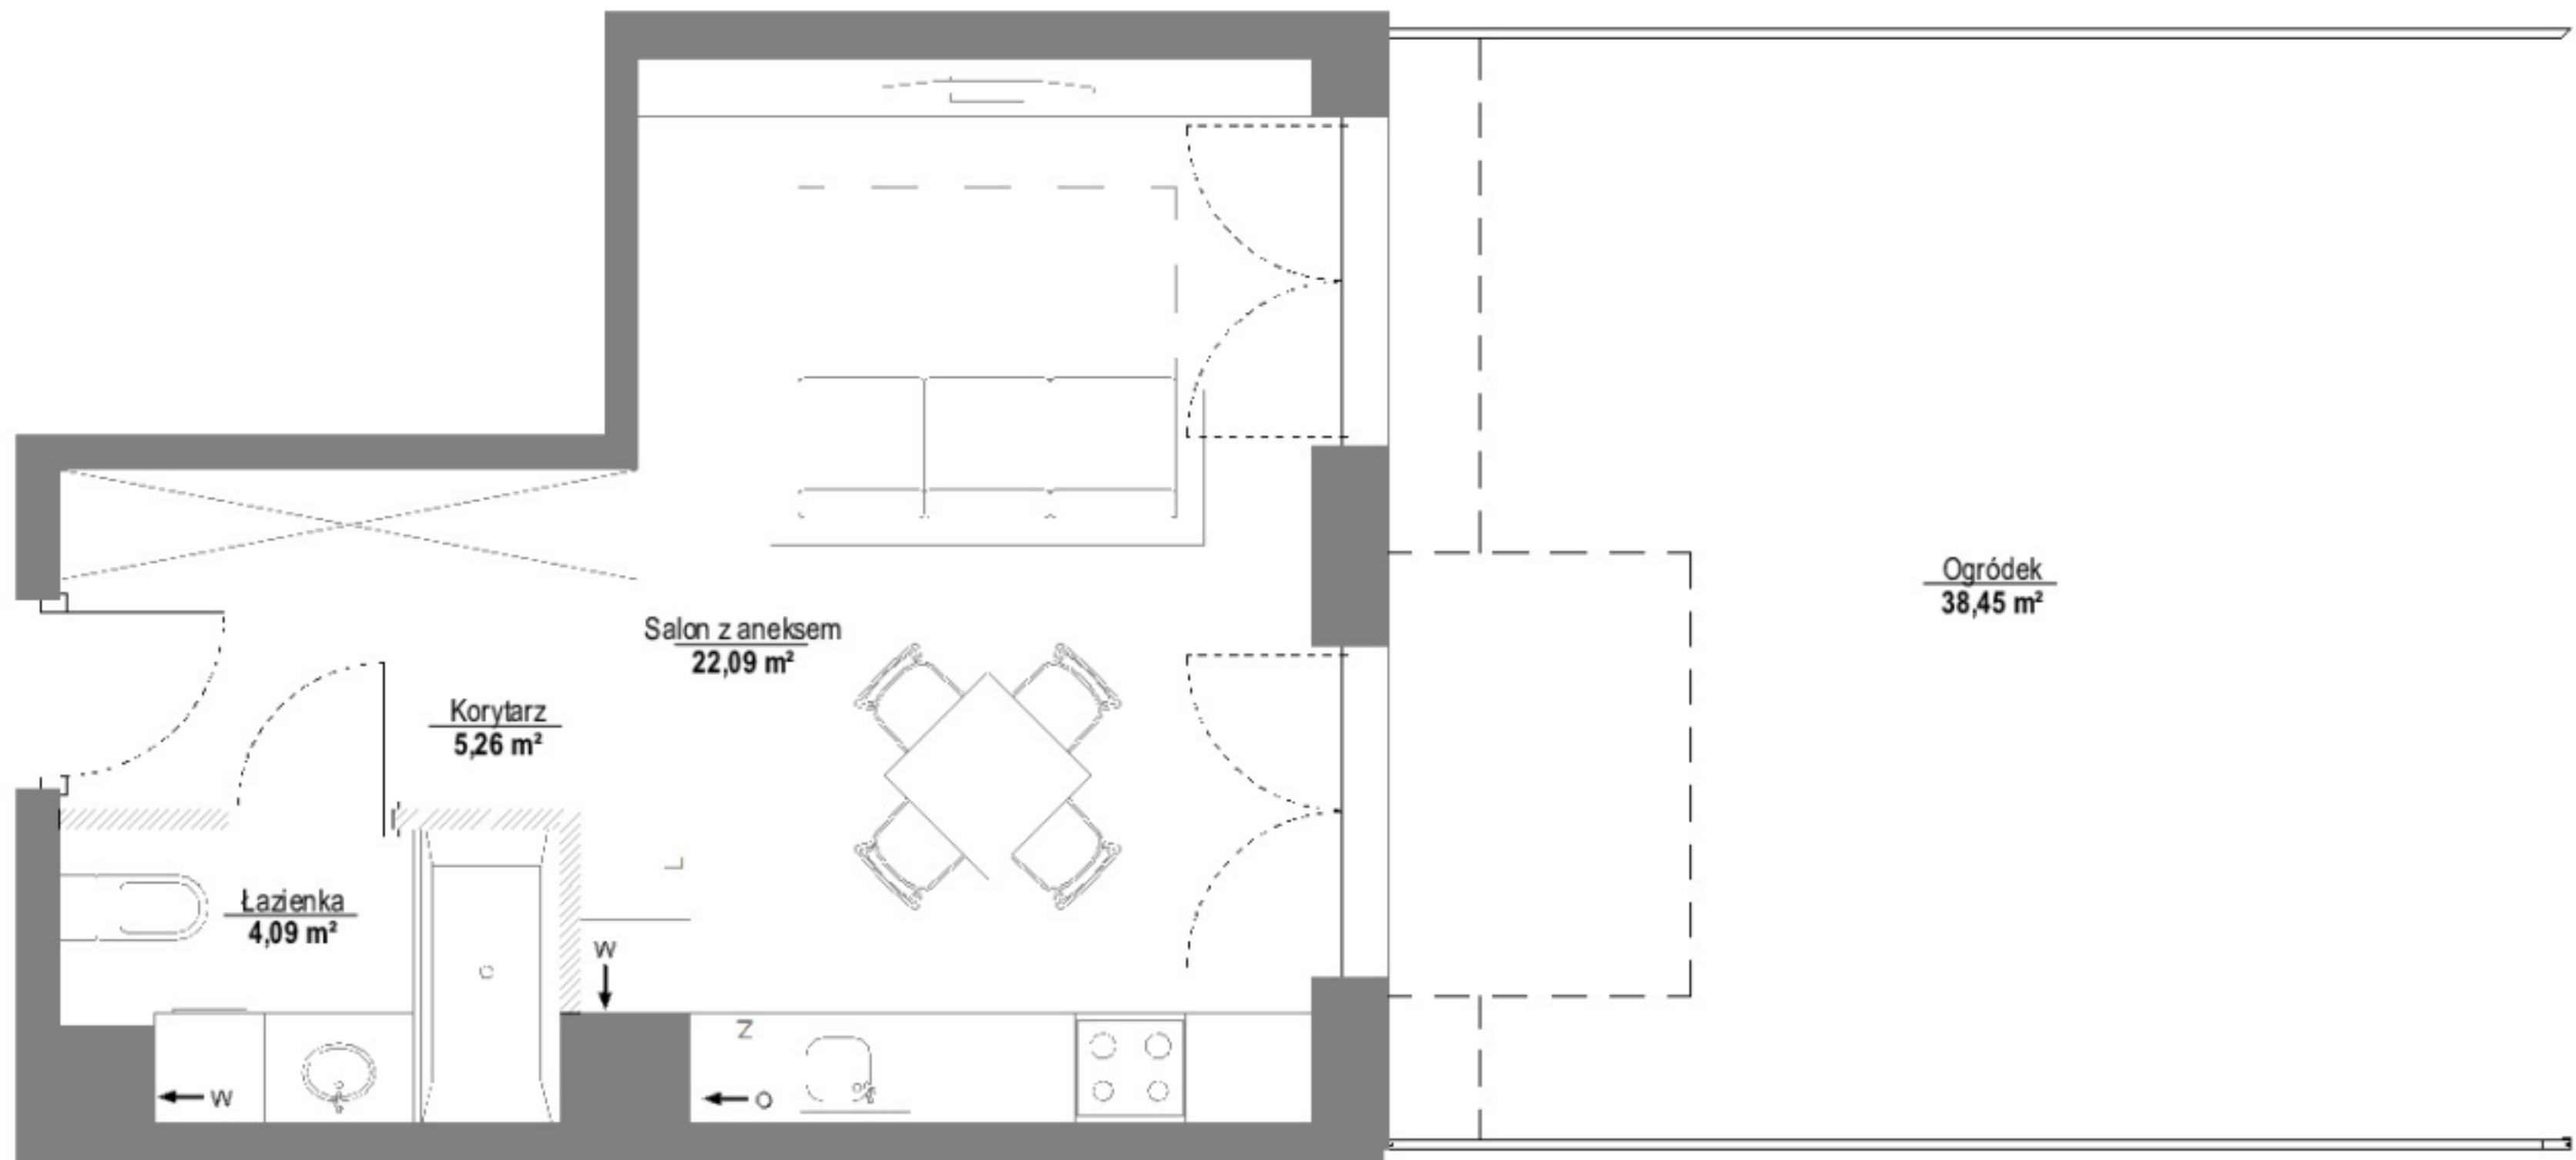 Ogródek
38,45 m²
Salon z aneksem
22,09 m²
Korytarz
5,26 m²
Łazienka
4,09 m²
L
W
Z
W
O